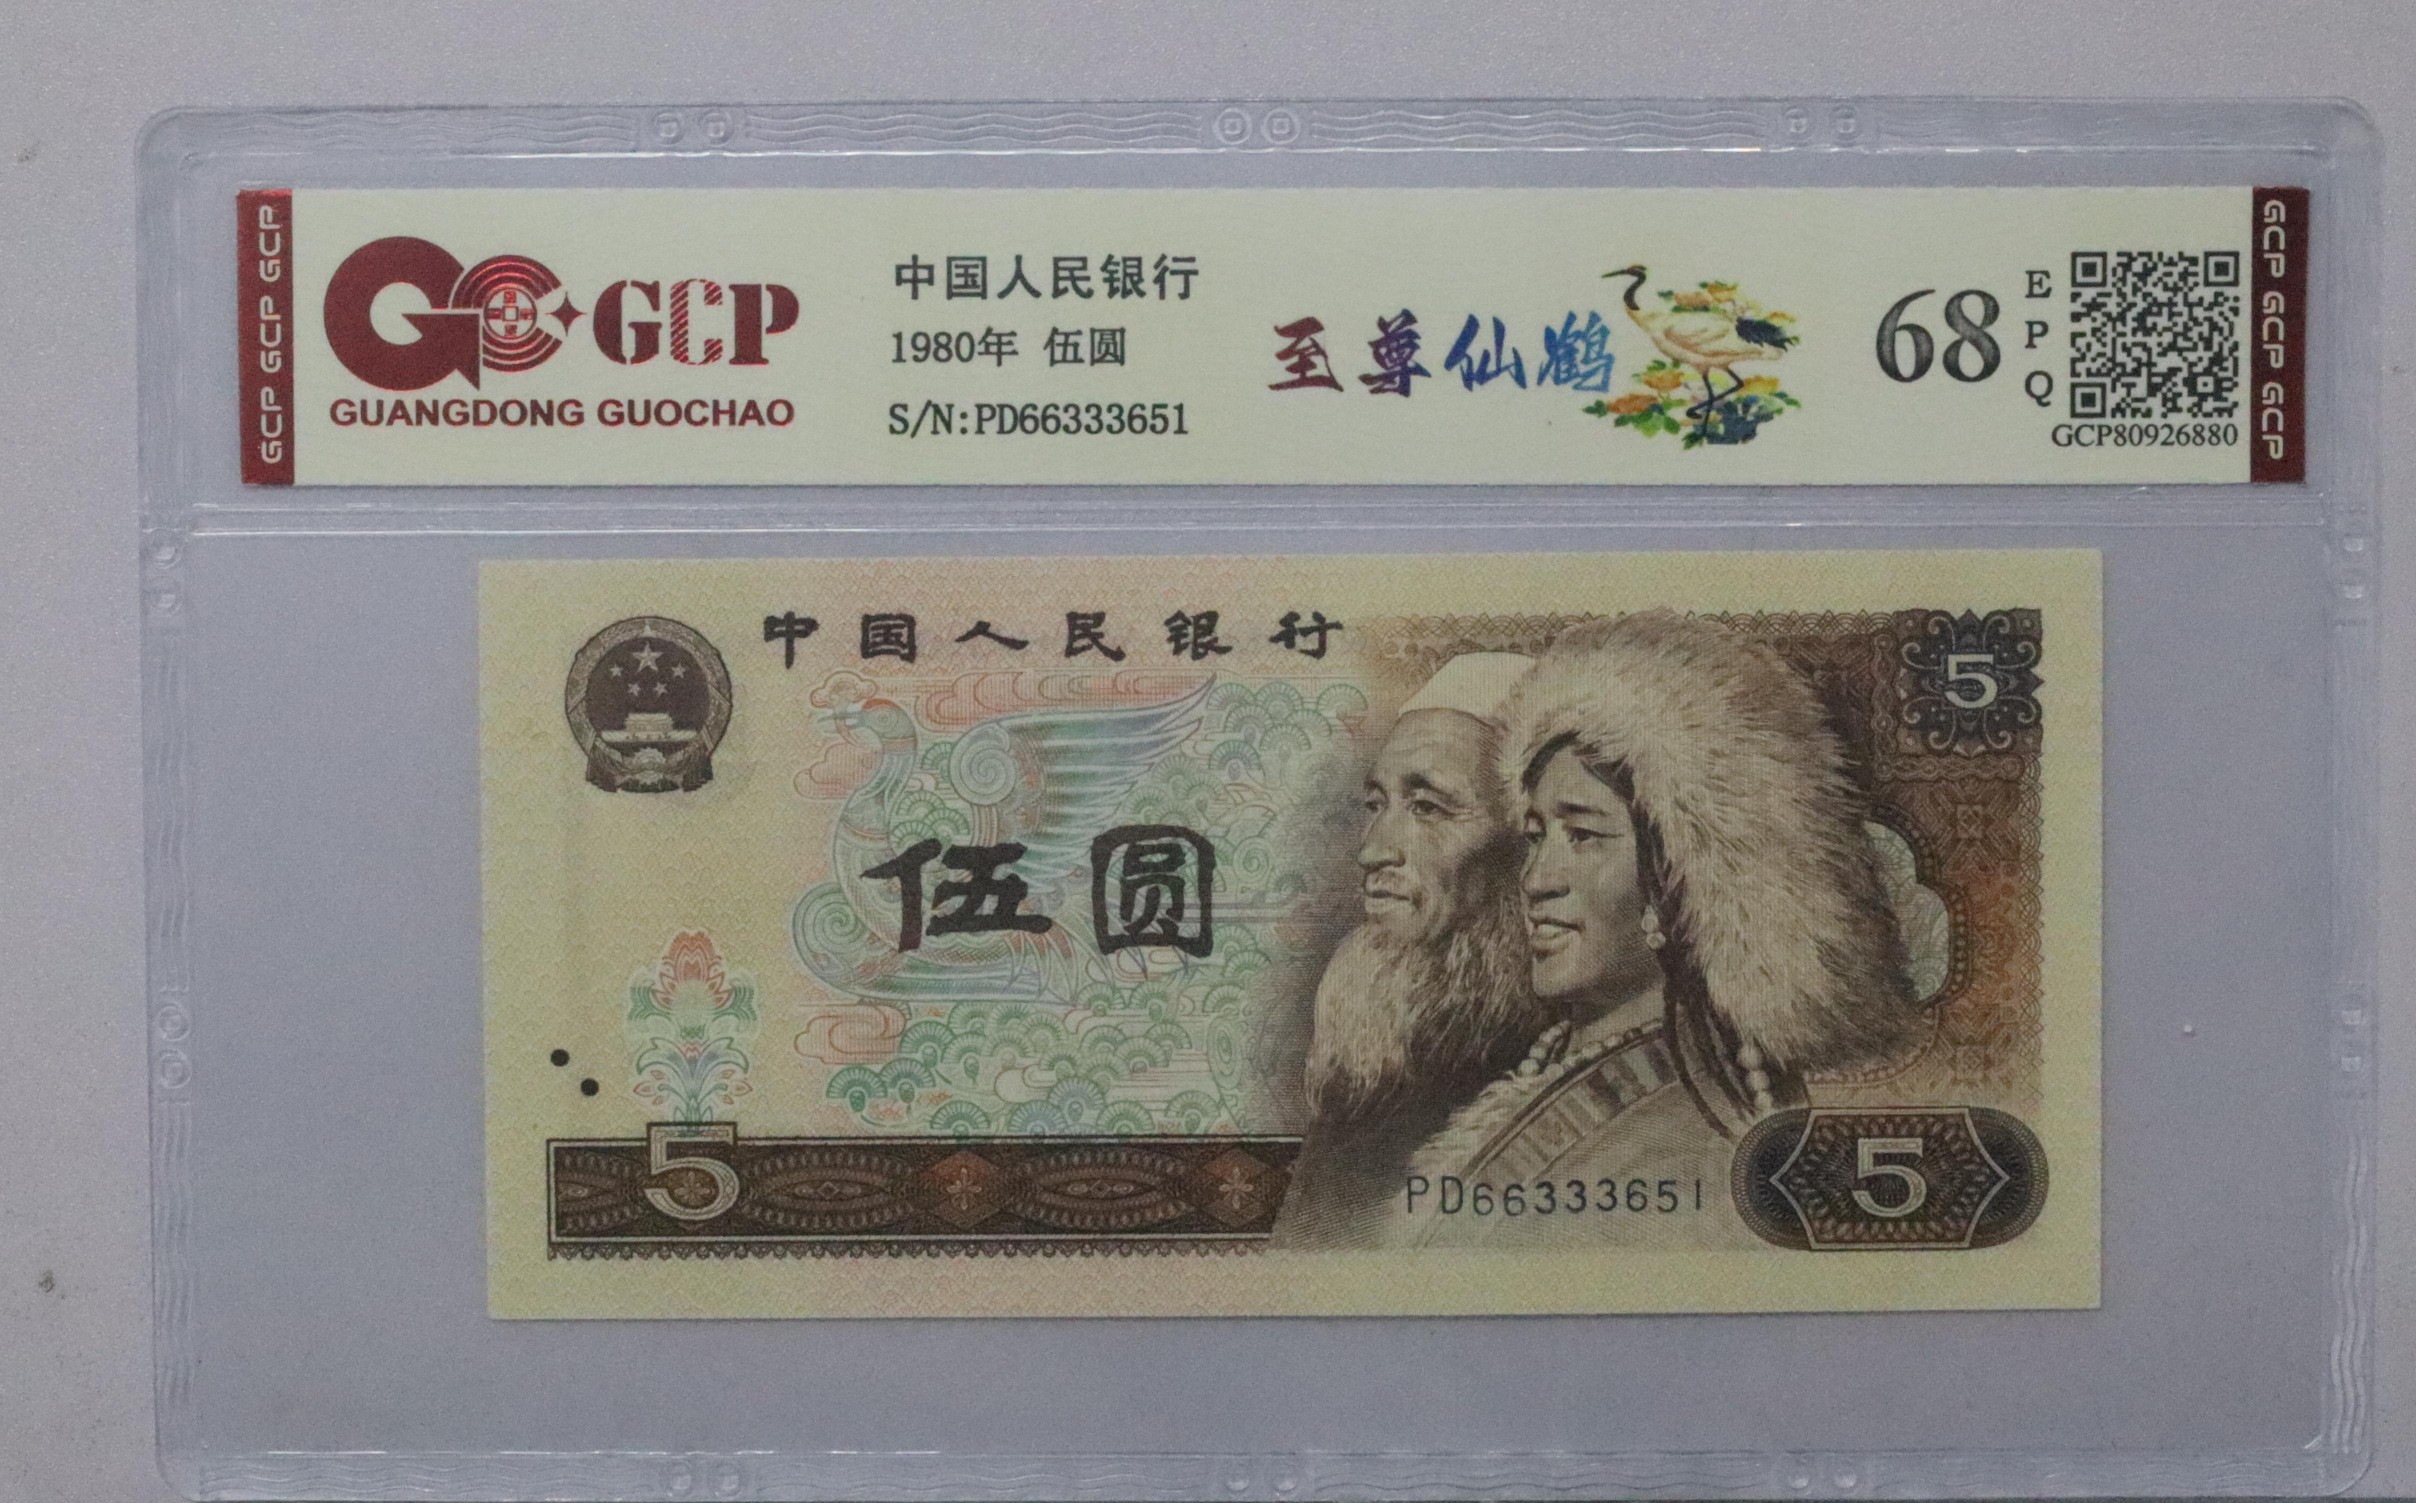 GCP GCP GCP
GCP
GUANGDONG GUOCHAO
中国人民银行
1980年 伍圆
S/N:PD66333651
至尊仙鹤
68
EPQ
GCP80926880
GCP GCP GCP
中国人民银行
5
伍圆
5
PD66333651
5